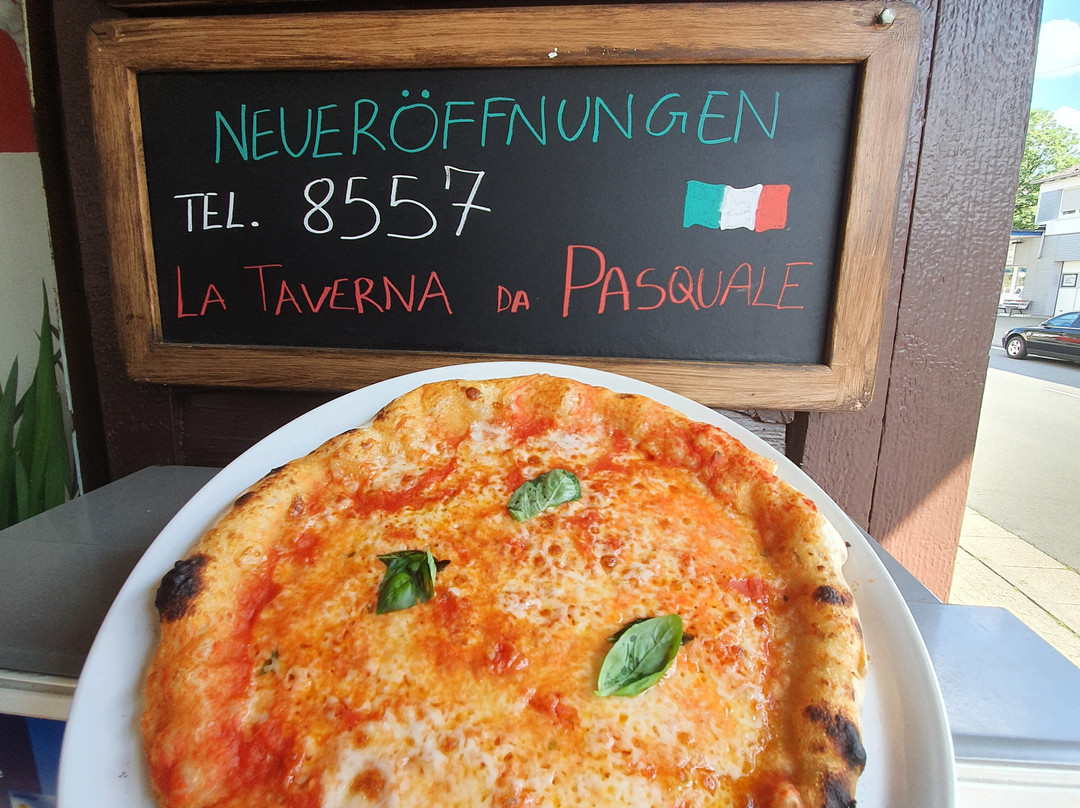 NEUERÖFFNUNGEN
TEL. 8557
LA TAVERNA DA PASQUALE